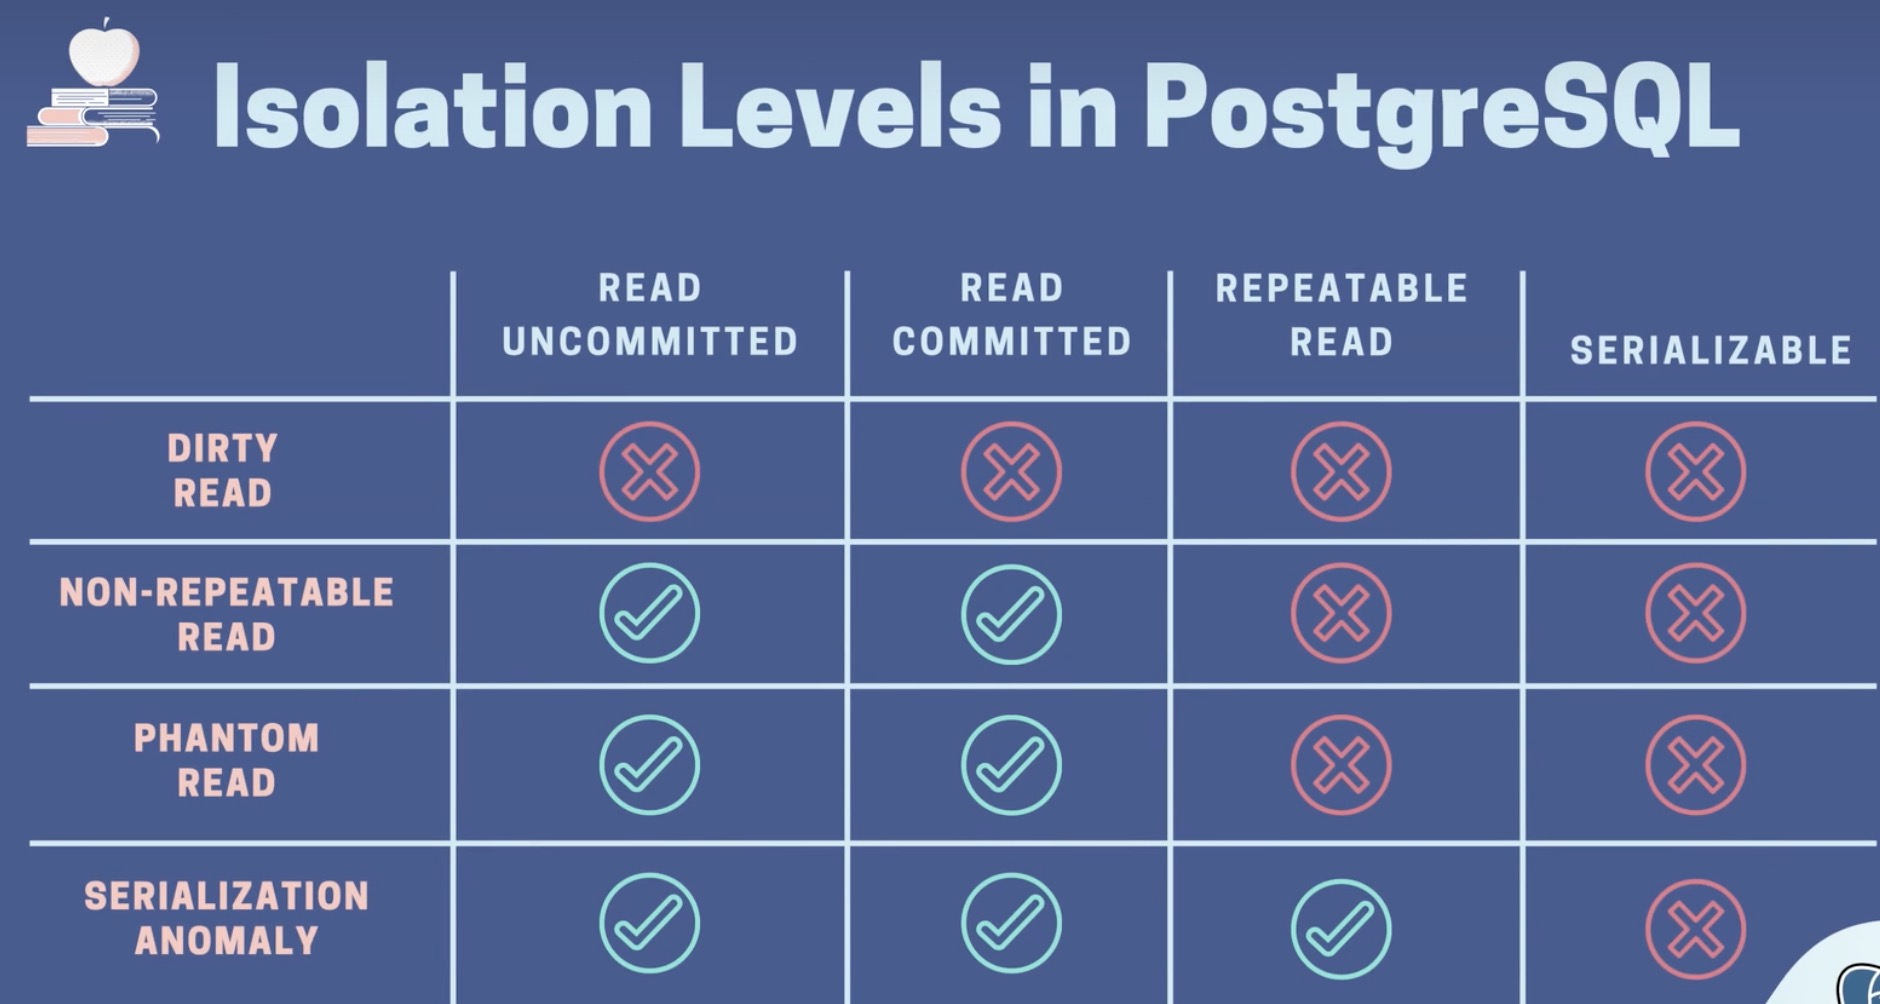 Isolation Levels in PostgreSQL
READ
UNCOMMITTED
READ
COMMITTED
REPEATABLE
READ
SERIALIZABLE
DIRTY
READ
NON-REPEATABLE
READ
PHANTOM
READ
SERIALIZATION
ANOMALY